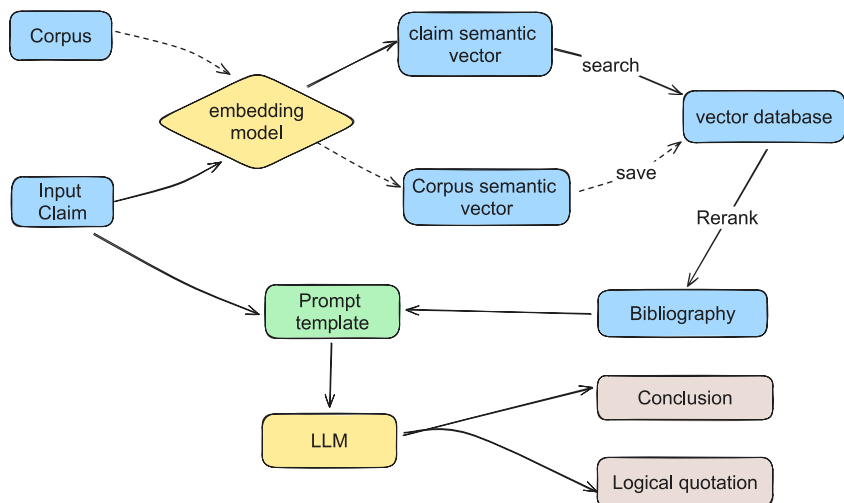 Corpus
claim semantic
vector
search
embedding
model
vector database
Input
Claim
Corpus semantic
vector
save
Rerank
Prompt
template
Bibliography
LLM
Conclusion
Logical quotation